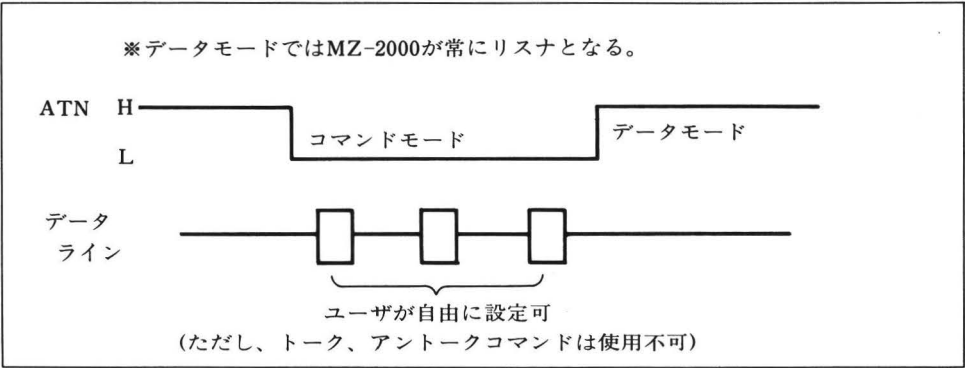 ※データモードではMZ-2000が常にリスナとなる。
ATN H
コマンドモード
データモード
L
データ
ライン
ユーザが自由に設定可
(ただし、トーク、アントークコマンドは使用不可)